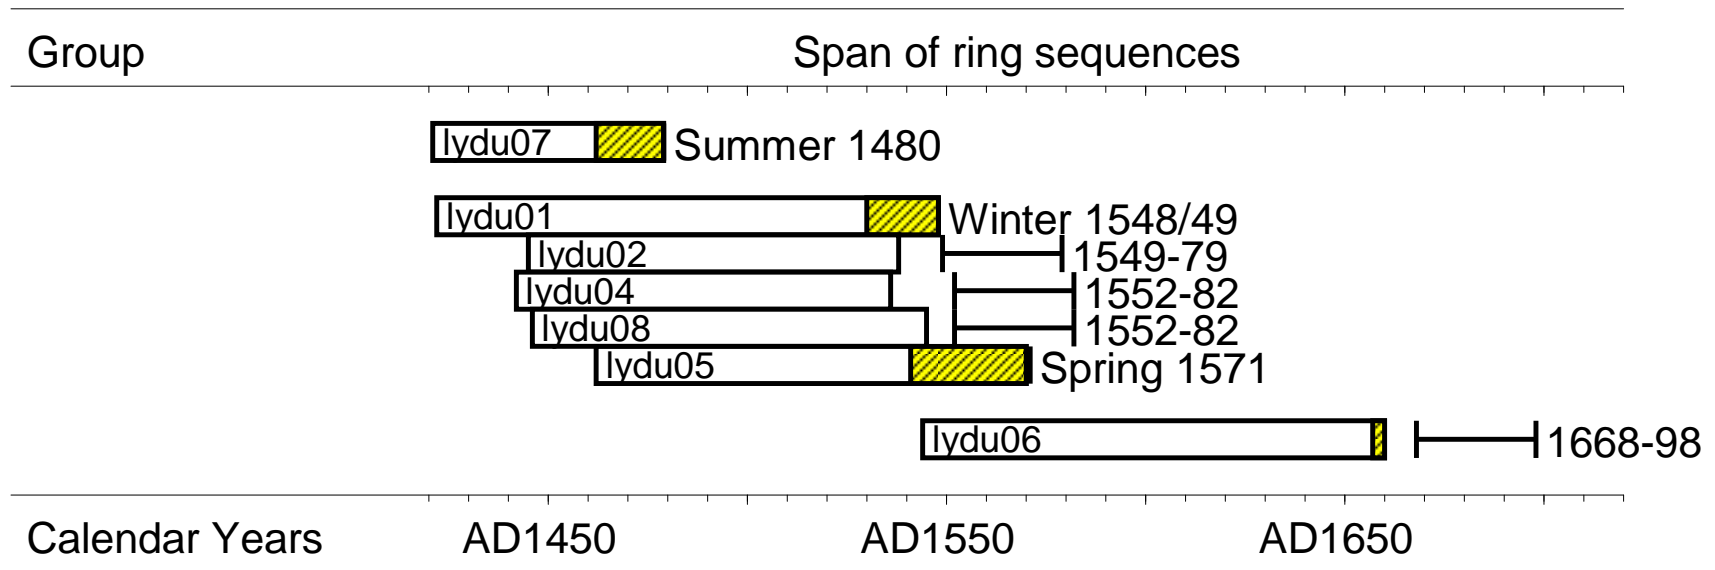 Group Span of ring sequences
lydu07 Summer 1480
lydu01 Winter 1548/49
lydu02 1549-79
lydu04 1552-82
lydu08 1552-82
lydu05 Spring 1571
lydu06 1668-98
Calendar Years AD1450 AD1550 AD1650